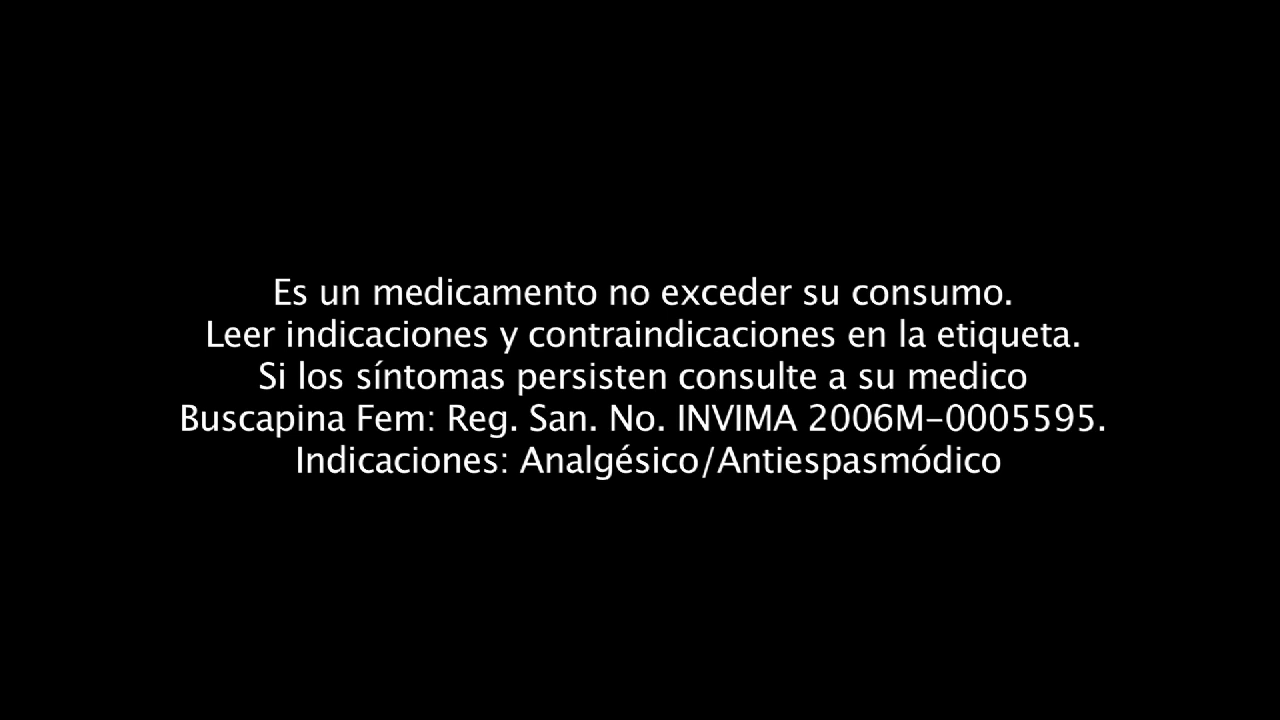 Es un medicamento no exceder su consumo.
Leer indicaciones y contraindicaciones en la etiqueta.
Si los síntomas persisten consulte a su medico
Buscapina Fem: Reg. San. No. INVIMA 2006M-0005595.
Indicaciones: Analgésico/Antiespasmódico